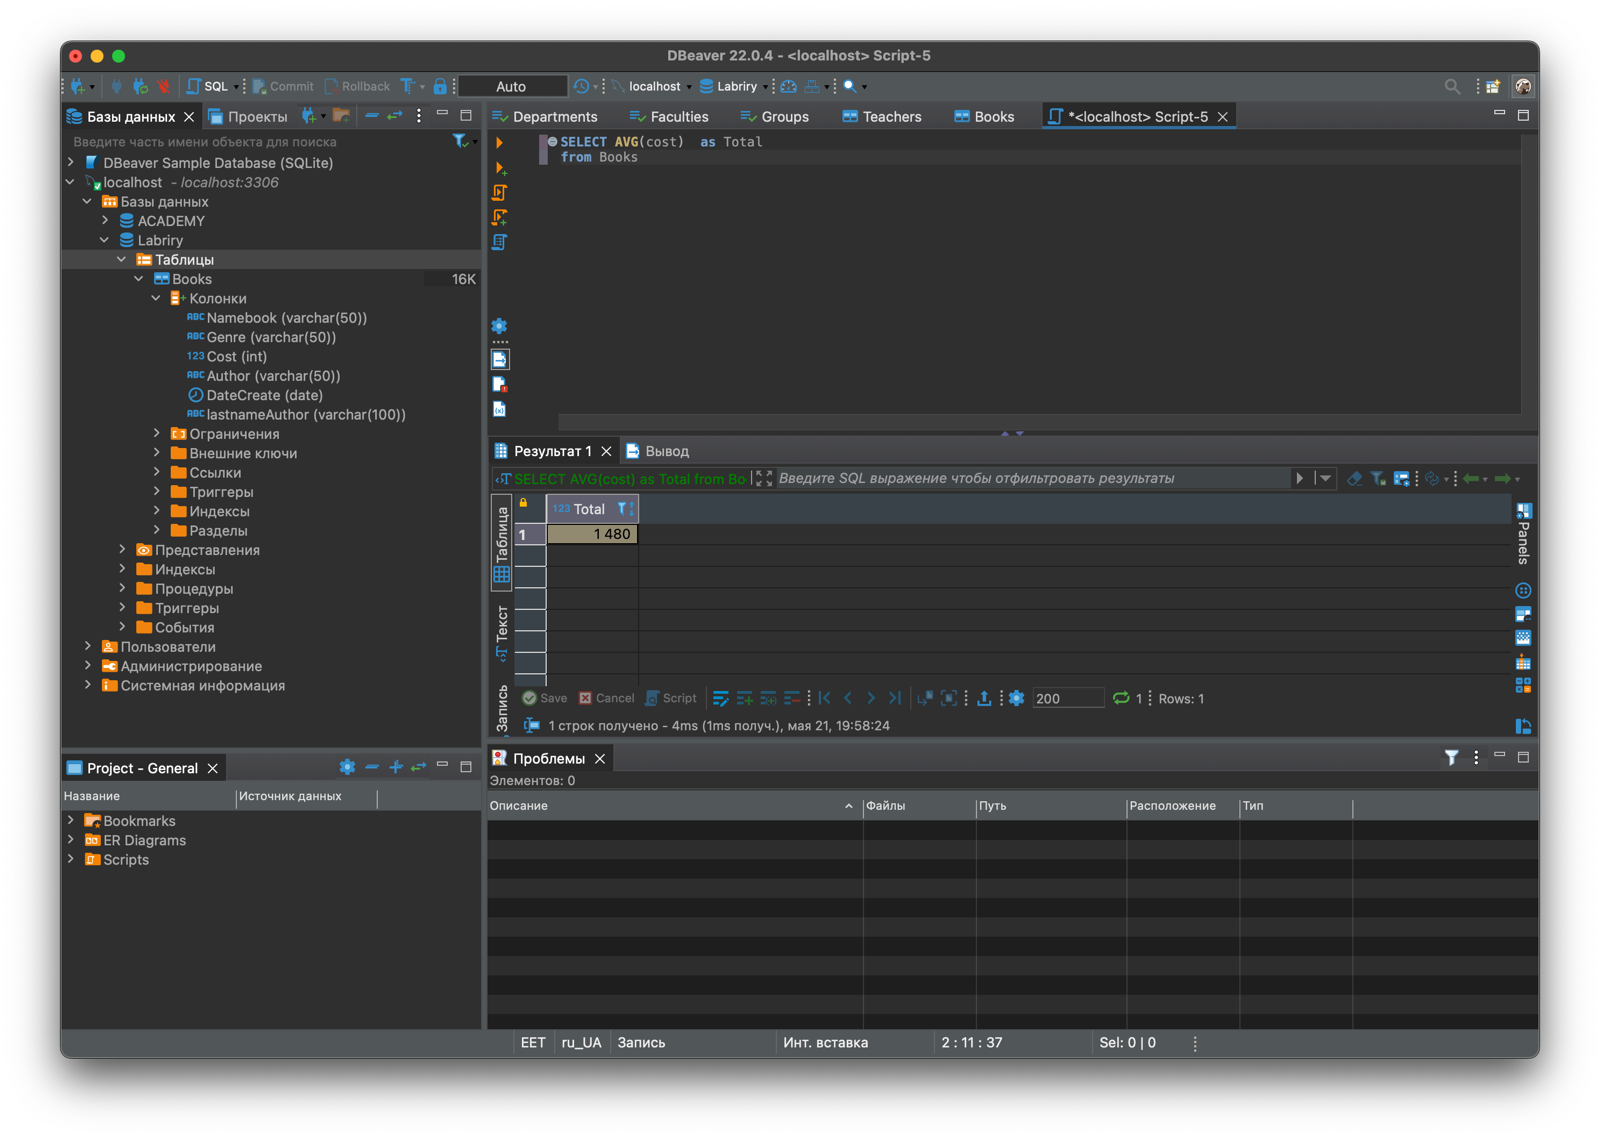 DBeaver 22.0.4 - <localhost> Script-5
SQL Commit Rollback Auto localhost Labriry
Базы данных Проекты
Введите часть имени объекта для поиска
DBeaver Sample Database (SQLite)
localhost - localhost:3306
Базы данных
ACADEMY
Labriry
Таблицы
Books 16K
Колонки
ABC Namebook (varchar(50))
ABC Genre (varchar(50))
123 Cost (int)
ABC Author (varchar(50))
DateCreate (date)
ABC lastnameAuthor (varchar(100))
Ограничения
Внешние ключи
Ссылки
Триггеры
Индексы
Разделы
Представления
Индексы
Процедуры
Триггеры
События
Пользователи
Администрирование
Системная информация
Departments Faculties Groups Teachers Books *<localhost> Script-5
SELECT AVG(cost)  as Total
from Books
Результат 1 Вывод
SELECT AVG(cost) as Total from Bo Введите SQL выражение чтобы отфильтровать результаты
Таблица
Текст
Запись
123 Total
1 1 480
Panels
Save Cancel Script 200 1 Rows: 1
1 строк получено - 4ms (1ms получ.), мая 21, 19:58:24
Project - General
Название Источник данных
Bookmarks
ER Diagrams
Scripts
Проблемы
Элементов: 0
Описание Файлы Путь Расположение Тип
EET ru_UA Запись Инт. вставка 2 : 11 : 37 Sel: 0 | 0